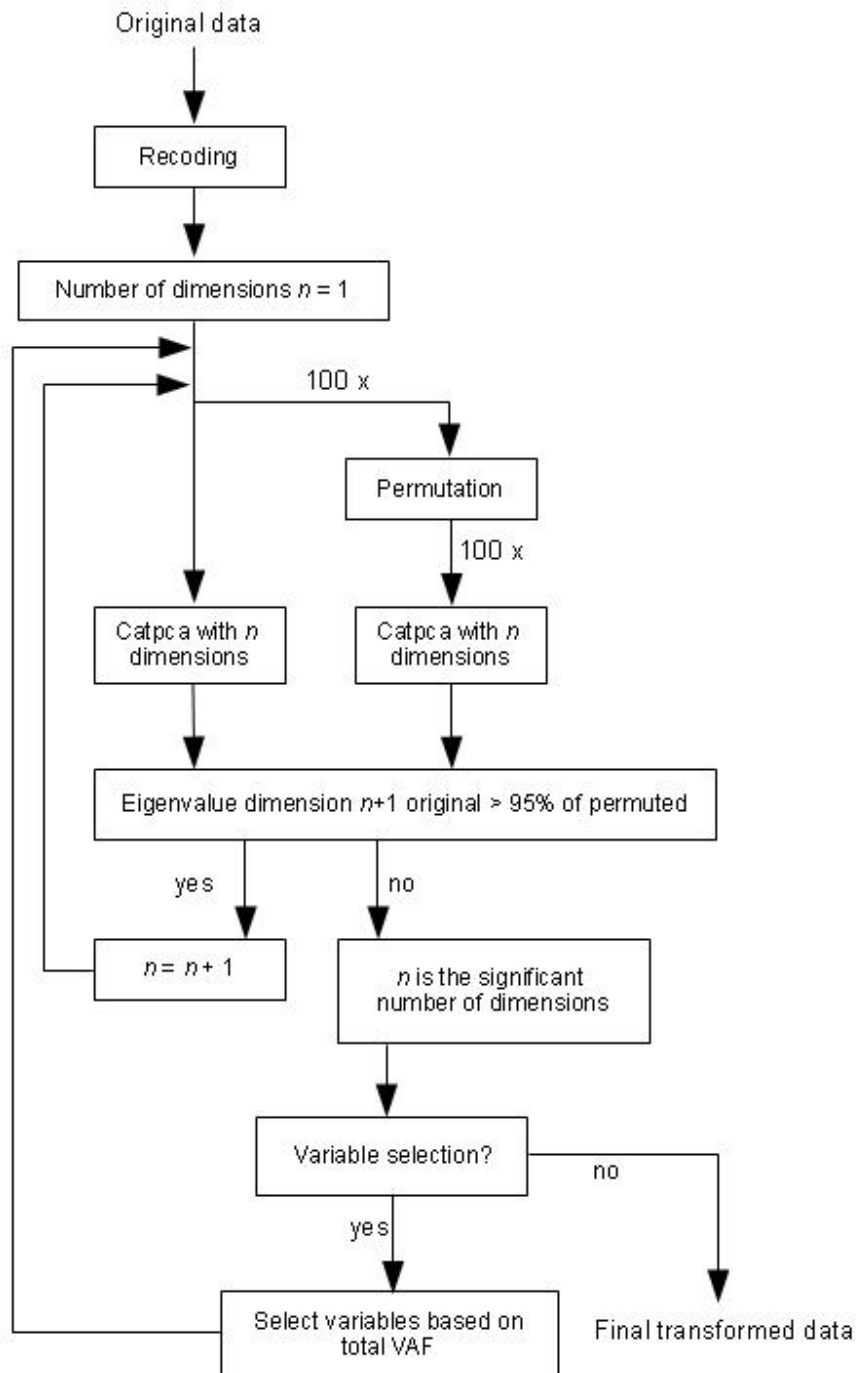 Original data
Recoding
Number of dimensions n = 1
100 x
Permutation
100 x
Catpca with n
dimensions
Catpca with n
dimensions
Eigenvalue dimension n+1 original > 95% of permuted
yes
no
n = n + 1
n is the significant
number of dimensions
Variable selection?
no
yes
Select variables based on
total VAF
Final transformed data